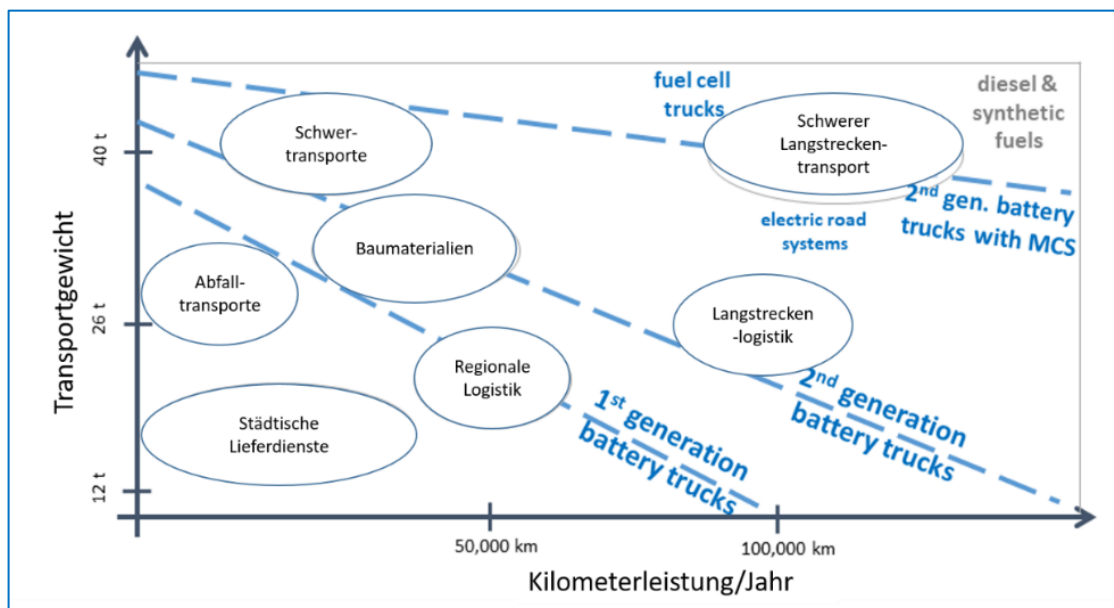 fuel cell
trucks
diesel &
synthetic
fuels
Schwer-
transporte
Schwerer
Langstrecken-
transport
40 t
2nd gen. battery
trucks with MCS
electric road
systems
Baumaterialien
Transportgewicht
Abfall-
transporte
26 t
Langstrecken
-logistik
Regionale
Logistik
2nd generation
battery trucks
1st generation
battery trucks
Städtische
Lieferdienste
12 t
50,000 km
100,000 km
Kilometerleistung/Jahr